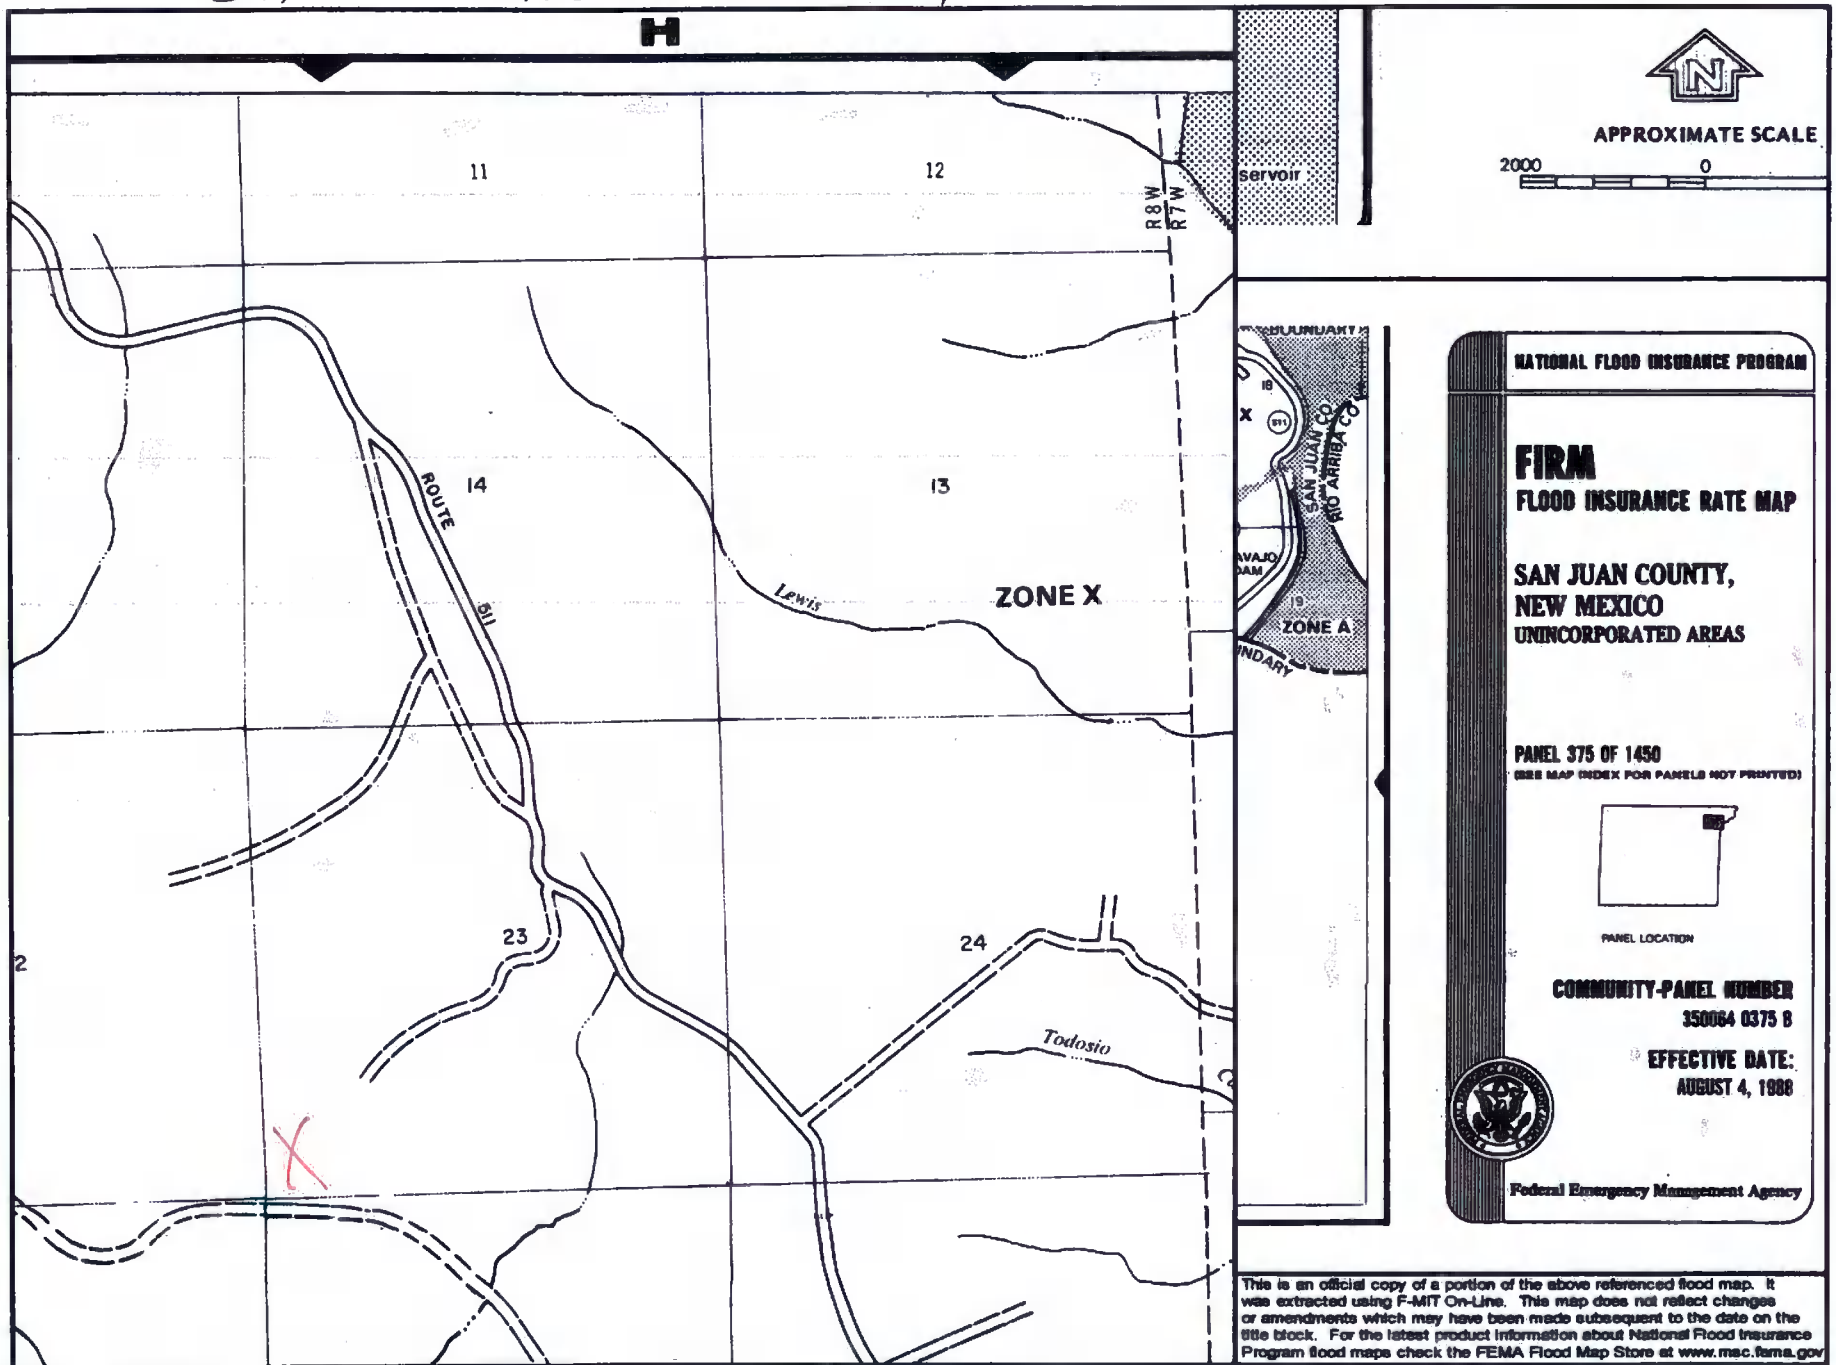 H
11
12
R 8 W
R 7 W
servoir
APPROXIMATE SCALE
2000 0
N
BOUNDARY
18
X
511
SAN JUAN CO
RIO ARRIBA CO
AVAJO
DAM
19
ZONE A
UNDARY
14
13
ROUTE
511
Lewis
ZONE X
23
24
2
Todosio
X
NATIONAL FLOOD INSURANCE PROGRAM
FIRM
FLOOD INSURANCE RATE MAP
SAN JUAN COUNTY,
NEW MEXICO
UNINCORPORATED AREAS
PANEL 375 OF 1450
(SEE MAP INDEX FOR PANELS NOT PRINTED)
PANEL LOCATION
COMMUNITY-PANEL NUMBER
350064 0375 B
EFFECTIVE DATE:
AUGUST 4, 1988
Federal Emergency Management Agency
This is an official copy of a portion of the above referenced flood map. It
was extracted using F-MIT On-Line. This map does not reflect changes
or amendments which may have been made subsequent to the date on the
title block. For the latest product information about National Flood Insurance
Program flood maps check the FEMA Flood Map Store at www.msc.fema.gov